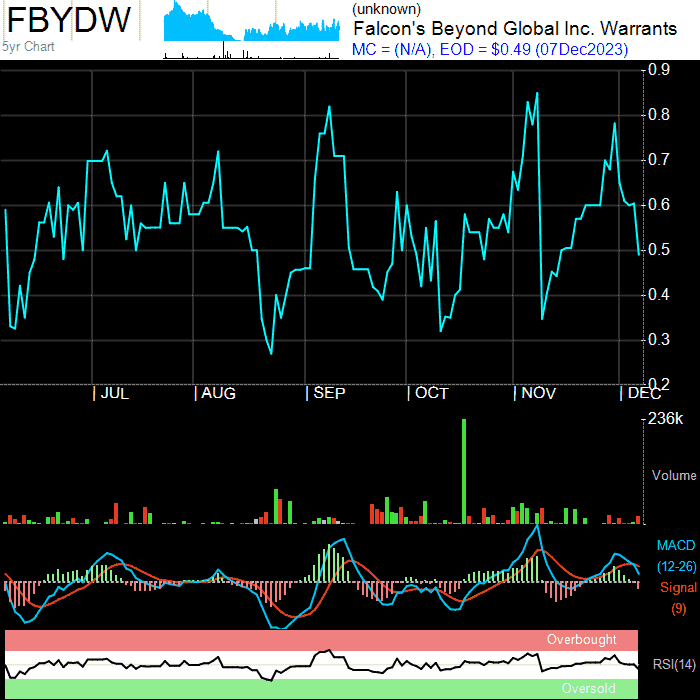 FBYDW
5yr Chart
(unknown)
Falcon's Beyond Global Inc. Warrants
MC = (N/A), EOD = $0.49 (07Dec2023)
0.9
0.8
0.7
0.6
0.5
0.4
0.3
0.2
JUL
AUG
SEP
OCT
NOV
DEC
236k
Volume
MACD
(12-26)
Signal
(9)
Overbought
RSI(14)
Oversold